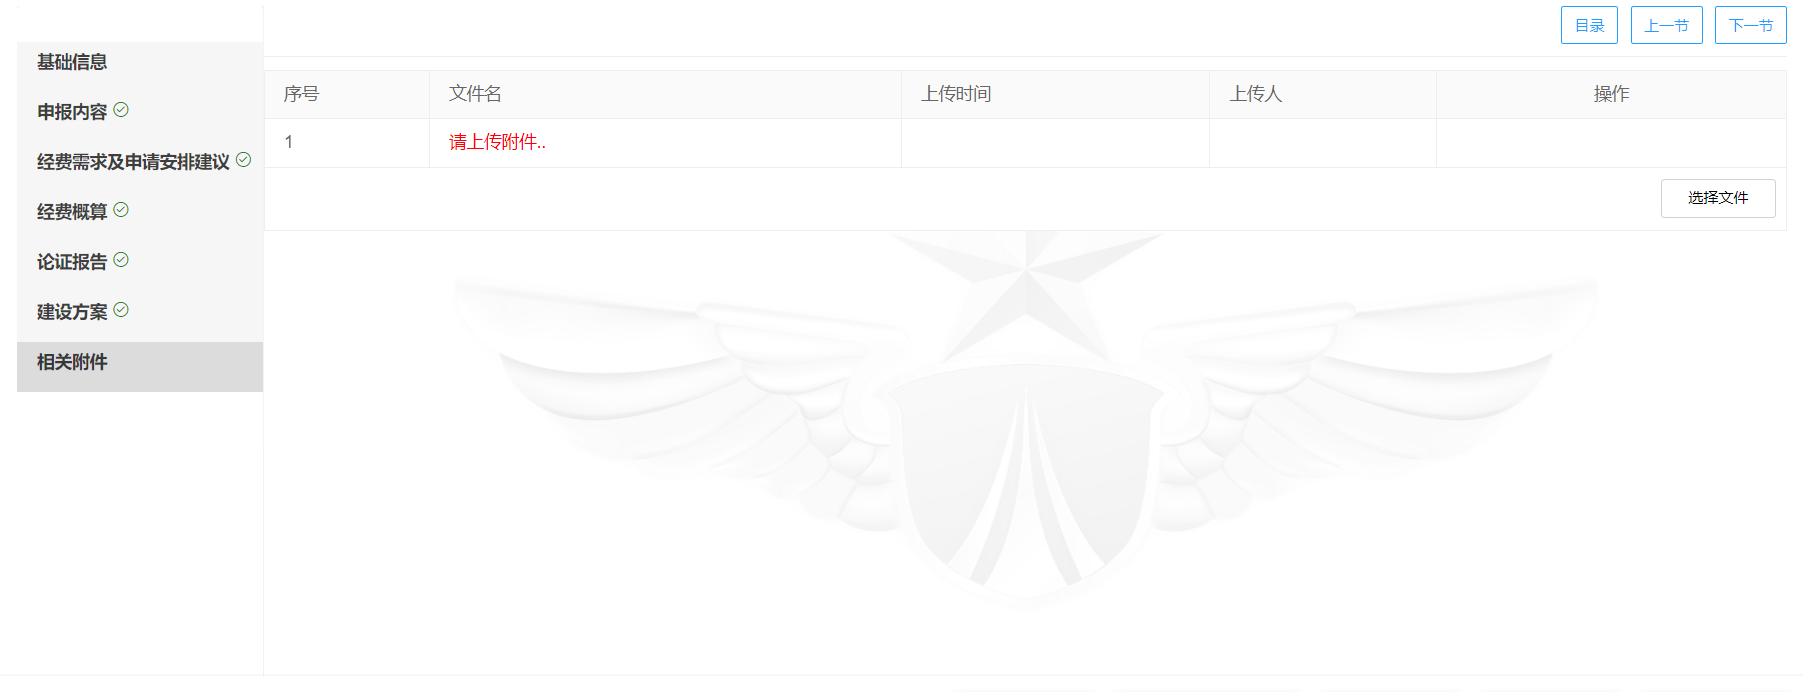 目录 上一节 下一节
基础信息
申报内容
经费需求及申请安排建议
经费概算
论证报告
建设方案
相关附件
序号 文件名 上传时间 上传人 操作
1 请上传附件..
选择文件